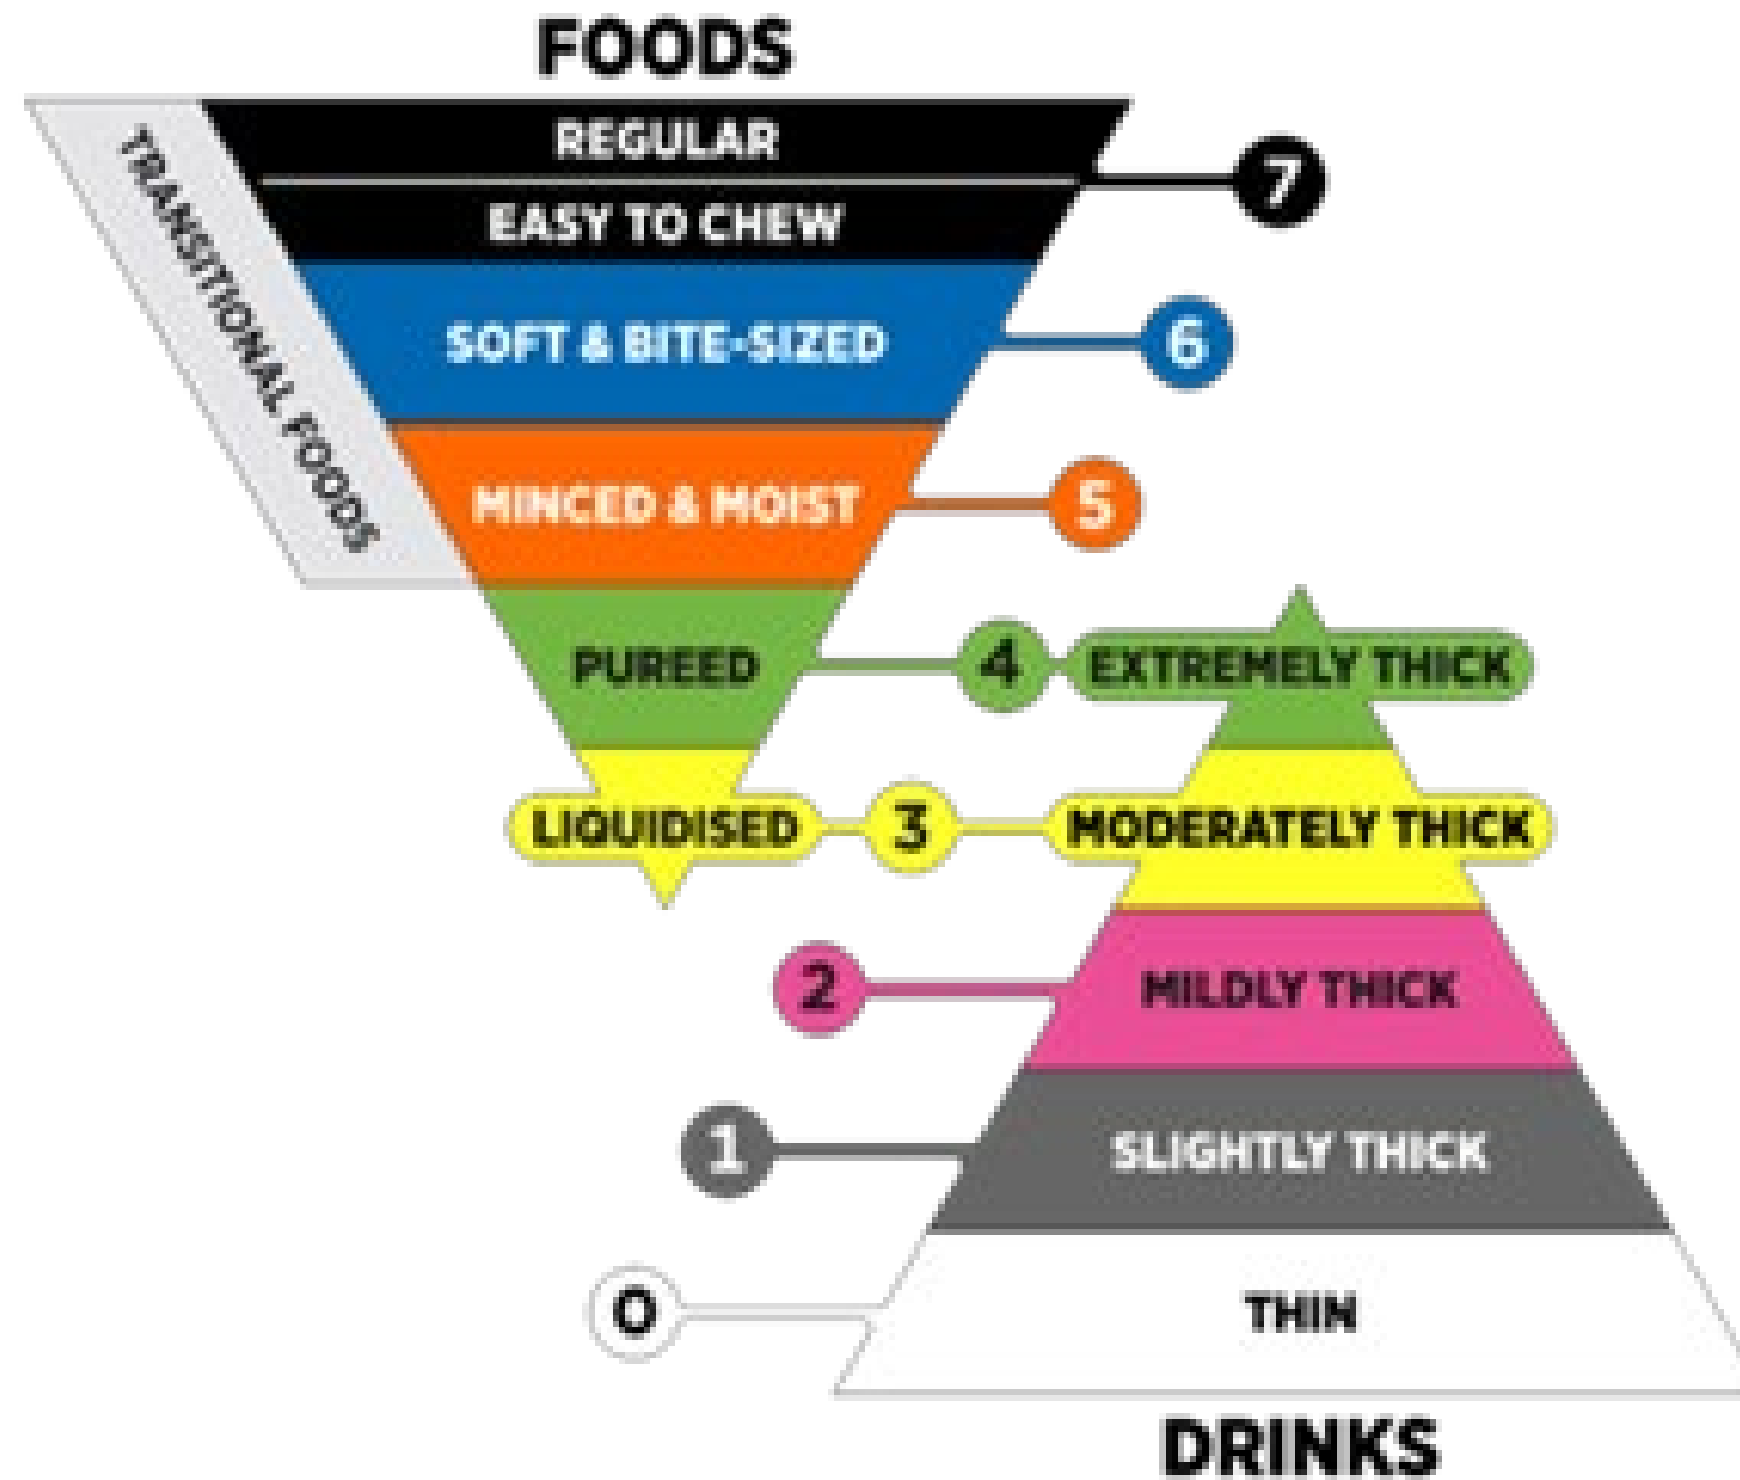 FOODS
TRANSITIONAL FOODS
REGULAR
EASY TO CHEW
7
SOFT & BITE-SIZED
6
MINCED & MOIST
5
PUREED
4
EXTREMELY THICK
LIQUIDISED
3
MODERATELY THICK
2
MILDLY THICK
1
SLIGHTLY THICK
0
THIN
DRINKS